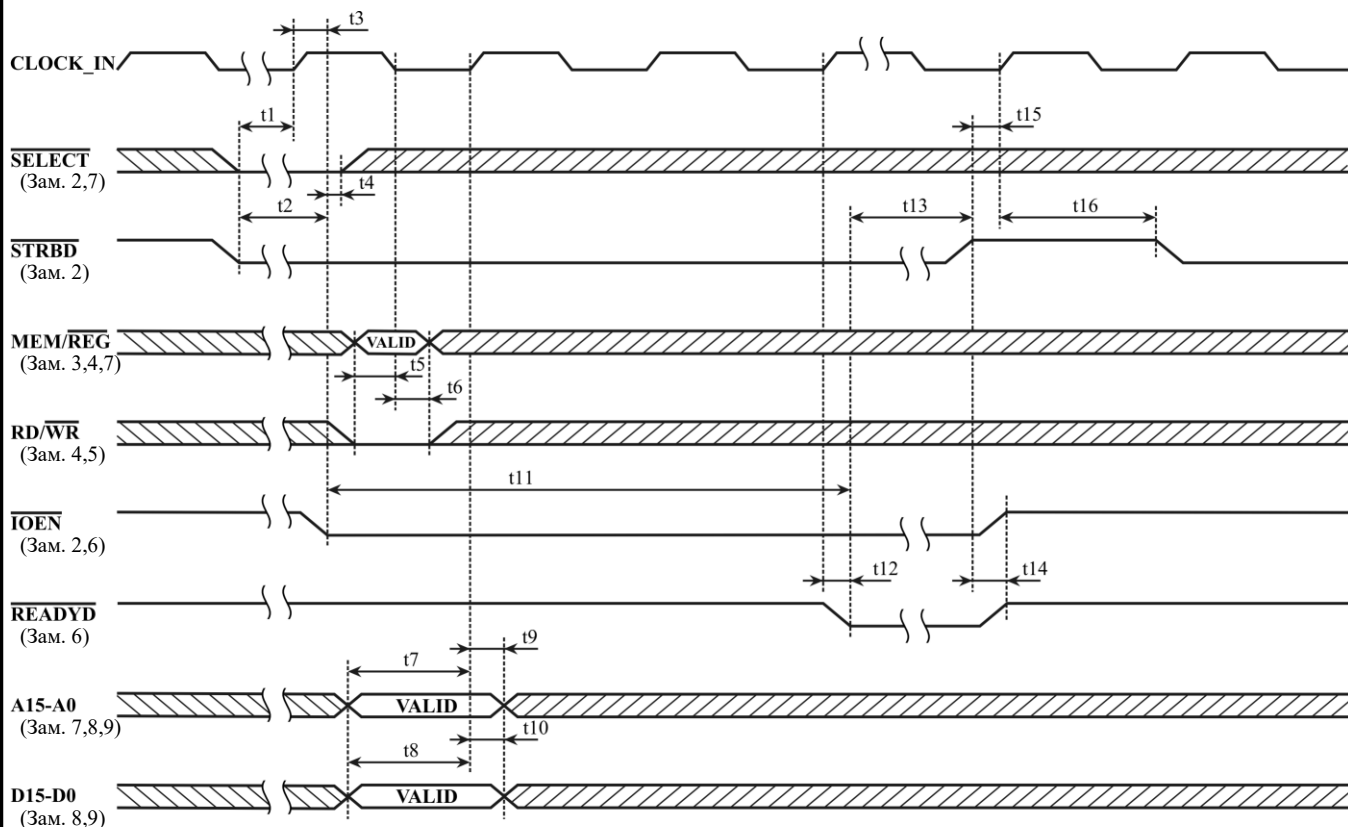 t3
CLOCK_IN
t1
t15
SELECT
(Зам. 2,7)
t4
t2
t13
t16
STRBD
(Зам. 2)
MEM/REG
VALID
(Зам. 3,4,7)
t5
t6
RD/WR
(Зам. 4,5)
t11
IOEN
(Зам. 2,6)
t12
t14
READYD
(Зам. 6)
t9
t7
A15-A0
VALID
(Зам. 7,8,9)
t10
t8
D15-D0
VALID
(Зам. 8,9)